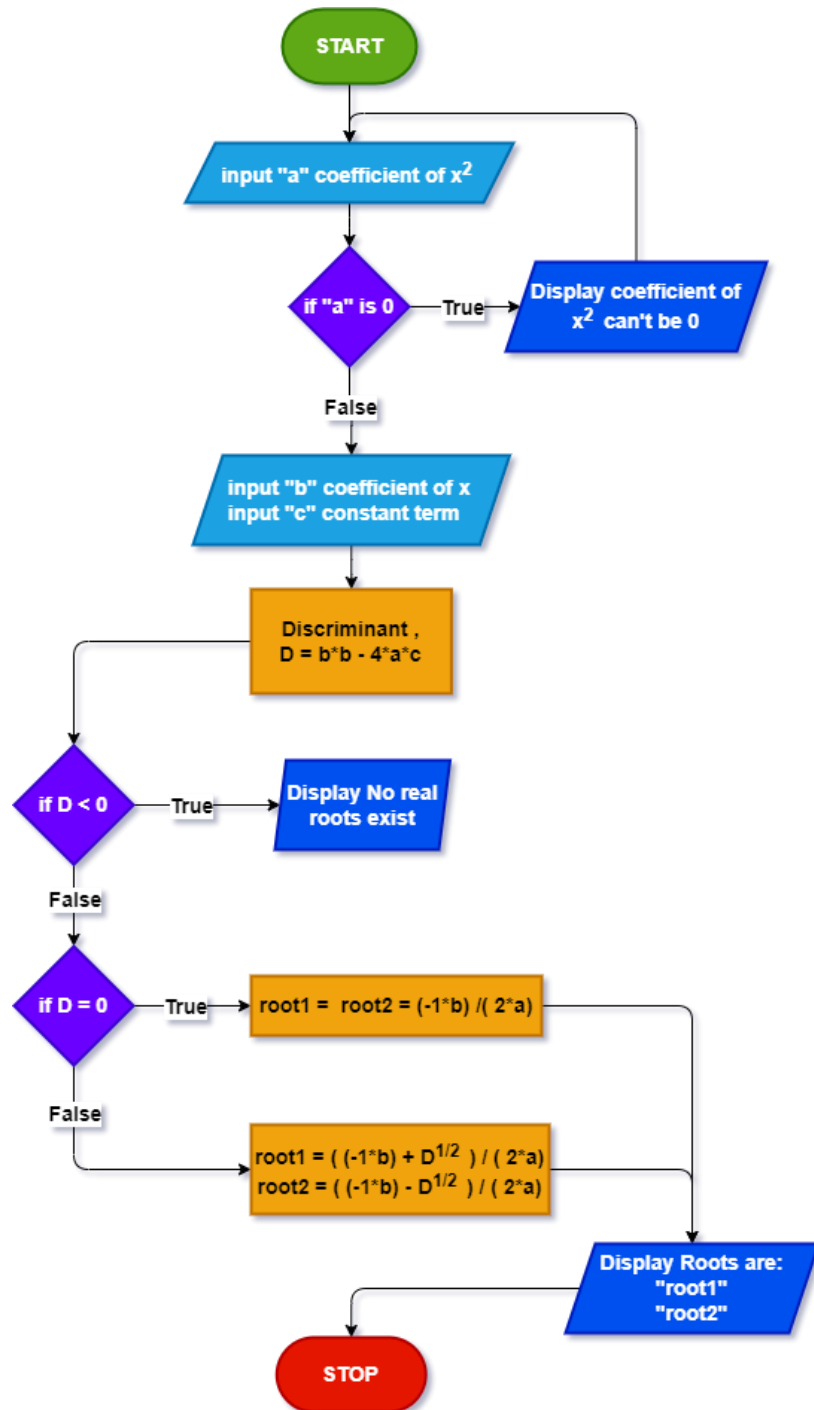 START
input "a" coefficient of x²
if "a" is 0
True
Display coefficient of
x² can't be 0
False
input "b" coefficient of x
input "c" constant term
Discriminant ,
D = b*b - 4*a*c
if D < 0
True
Display No real
roots exist
False
if D = 0
True
root1 = root2 = (-1*b) /( 2*a)
False
root1 = ( (-1*b) + D^1/2 ) / ( 2*a)
root2 = ( (-1*b) - D^1/2 ) / ( 2*a)
Display Roots are:
"root1"
"root2"
STOP